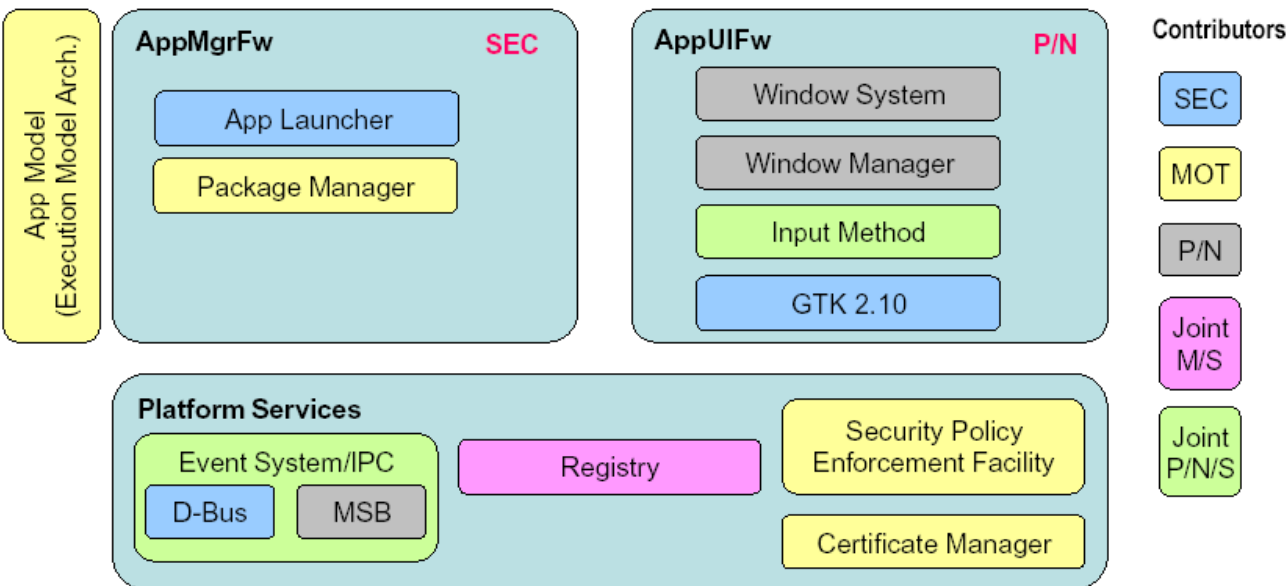 App Model
(Execution Model Arch.)
AppMgrFw
SEC
App Launcher
Package Manager
AppUIFw
P/N
Window System
Window Manager
Input Method
GTK 2.10
Platform Services
Event System/IPC
D-Bus
MSB
Registry
Security Policy
Enforcement Facility
Certificate Manager
Contributors
SEC
MOT
P/N
Joint
M/S
Joint
P/N/S